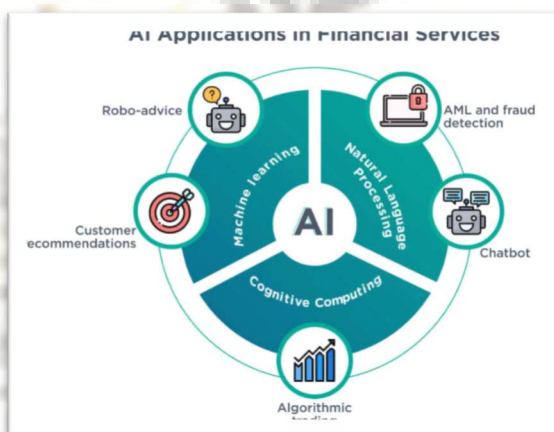 AI Applications in Financial Services
Robo-advice
AML and fraud
detection
Machine learning
Natural Language
Processing
AI
Customer
ecommendations
Chatbot
Cognitive Computing
Algorithmic
trading